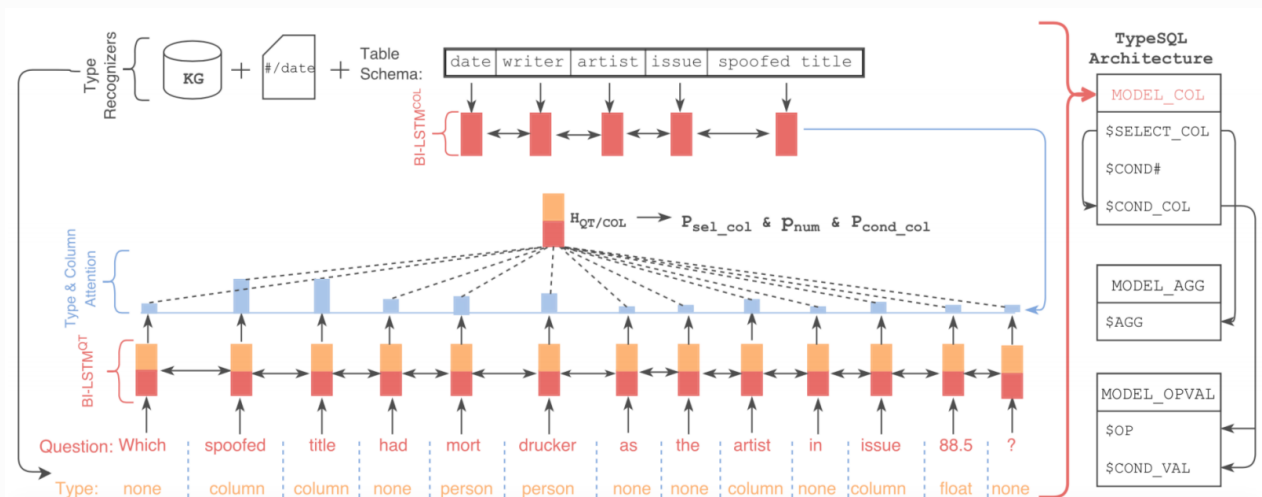 Type Recognizers
KG
+
#/date
+
Table Schema:
date writer artist issue spoofed title
BI-LSTM^COL
H_QT/COL → P_sel_col & p_num & P_cond_col
Type & Column Attention
BI-LSTM^QT
Question: Which spoofed title had mort drucker as the artist in issue 88.5 ?
Type: none column column none person person none none column none column float none
TypeSQL
Architecture
MODEL_COL
$SELECT_COL
$COND#
$COND_COL
MODEL_AGG
$AGG
MODEL_OPVAL
$OP
$COND_VAL